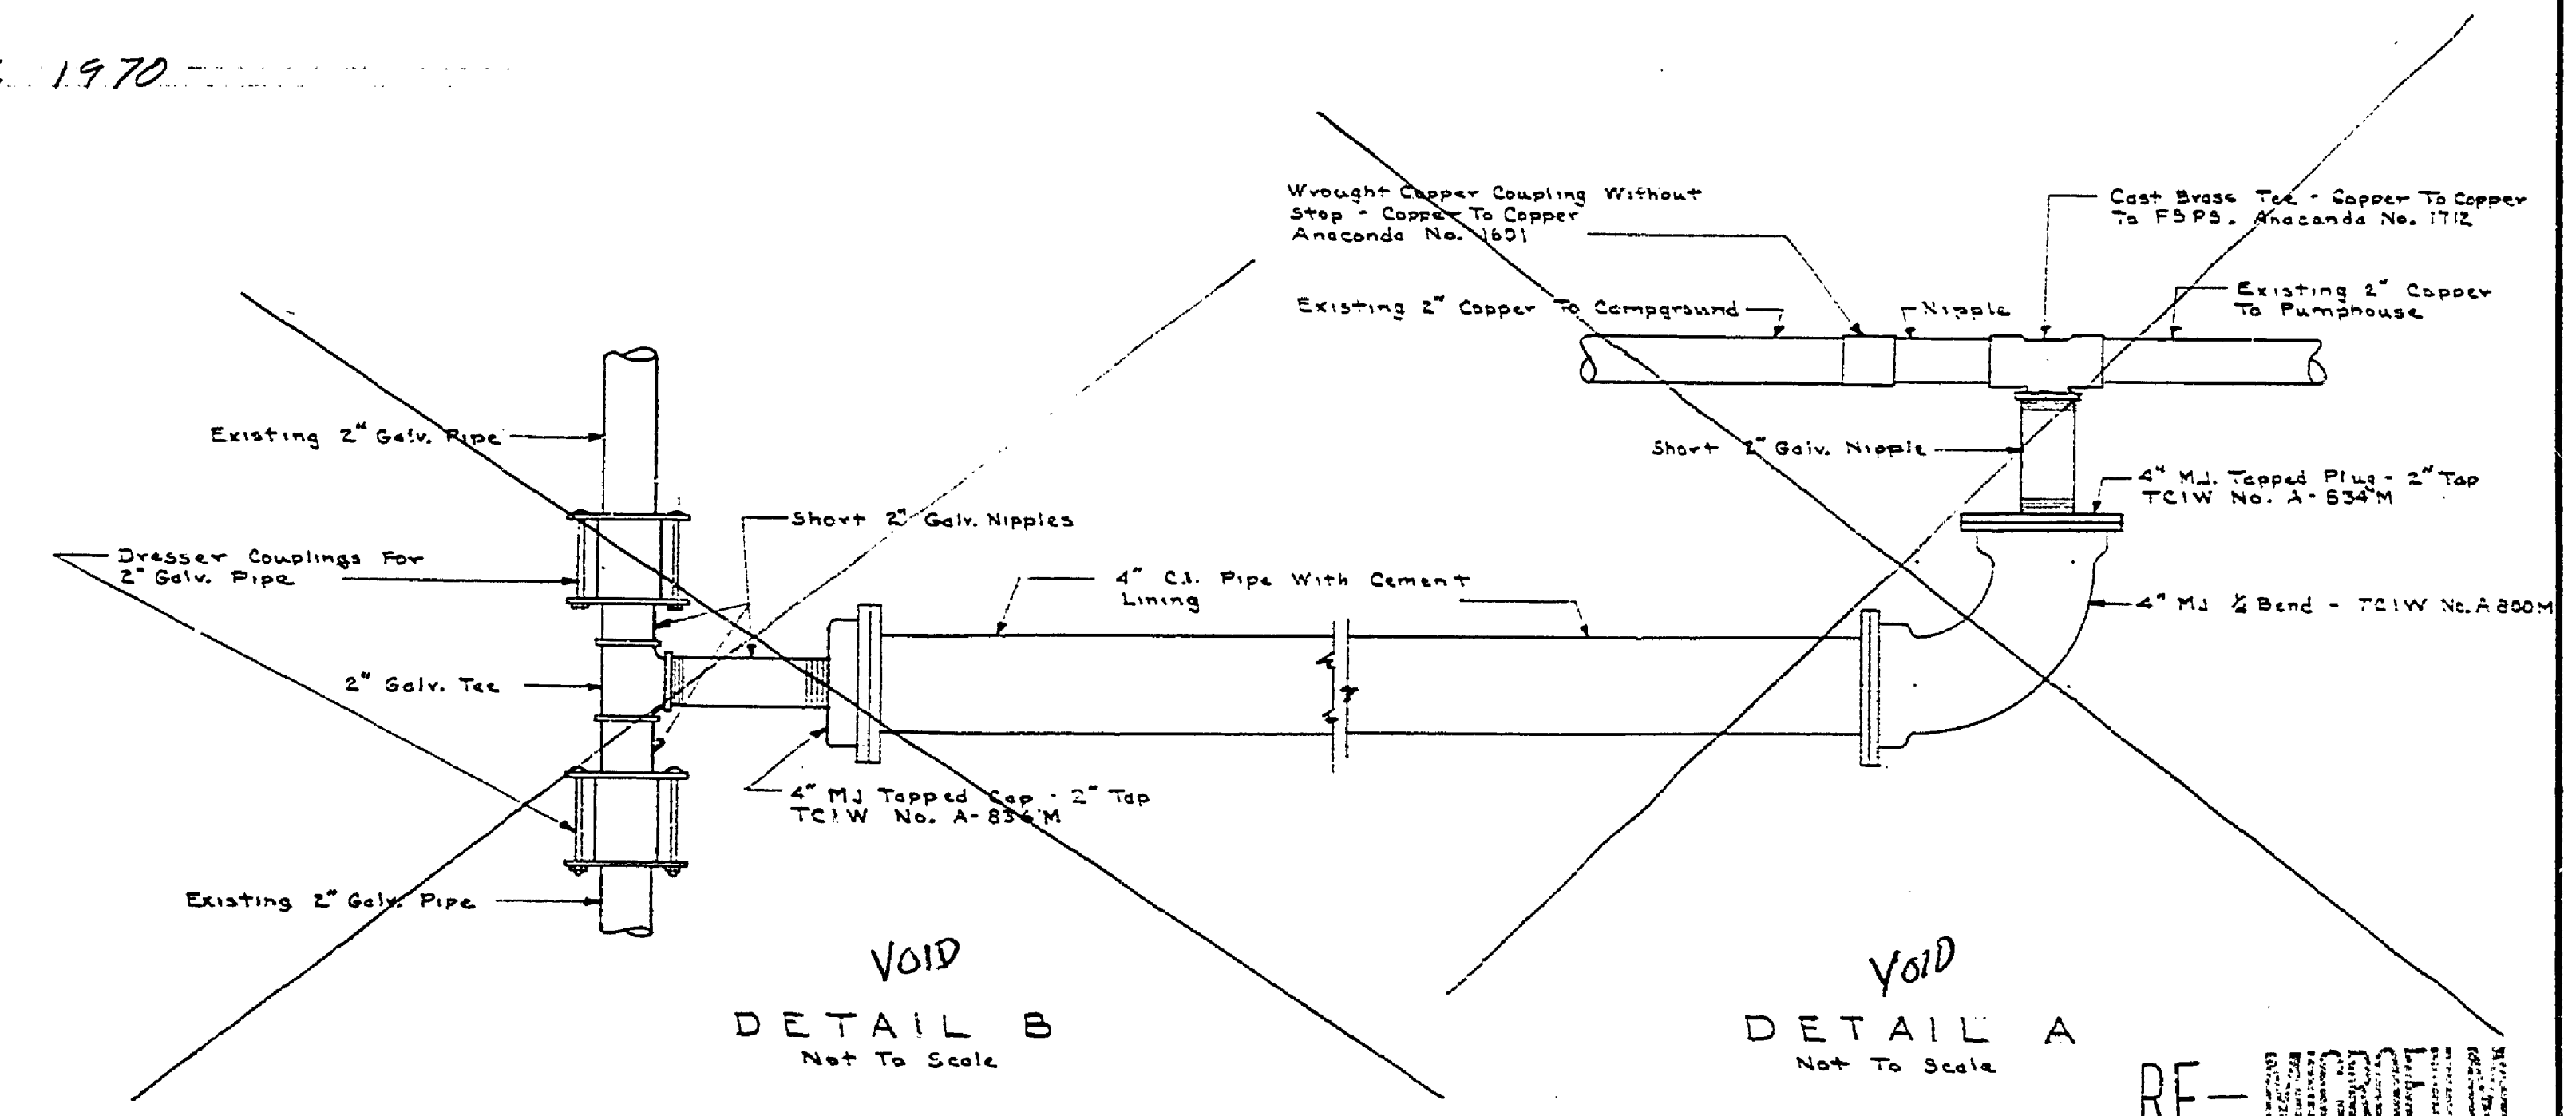 1970
Wrought Copper Coupling Without
Stop - Copper To Copper
Anaconda No. 1601
Cast Brass Tee - Copper To Copper
To FSPS. Anaconda No. 1712
Existing 2" Copper To Campground
Nipple
Existing 2" Copper
To Pumphouse
Existing 2" Galv. Pipe
Short 2" Galv. Nipple
4" M.J. Tapped Plug - 2" Tap
TCIW No. A-834 M
Short 2" Galv. Nipples
Dresser Couplings For
2" Galv. Pipe
4" C.I. Pipe With Cement
Lining
4" MJ ¼ Bend - TCIW No. A 800M
2" Galv. Tee
4" MJ Tapped Cap - 2" Tap
TCIW No. A-836 M
Existing 2" Galv. Pipe
VOID
DETAIL B
Not To Scale
VOID
DETAIL A
Not To Scale
RE-MICROFILM